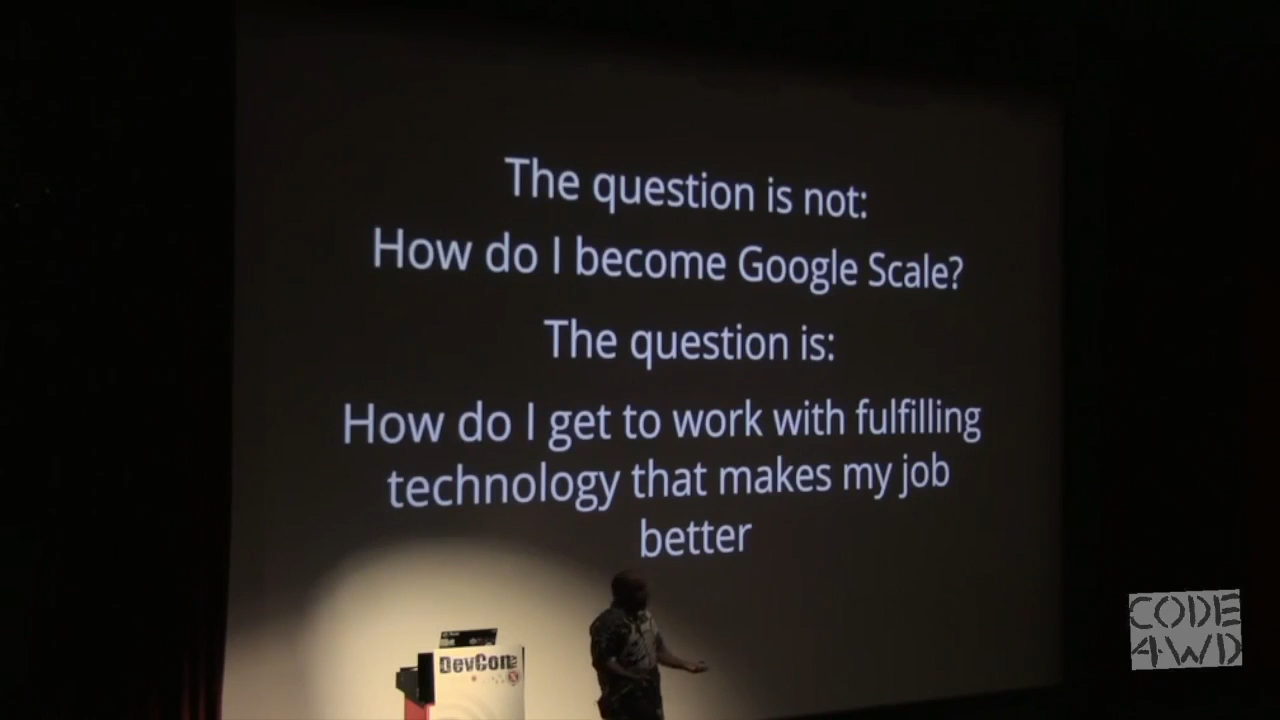 The question is not:
How do I become Google Scale?
The question is:
How do I get to work with fulfilling
technology that makes my job
better
DevCon
CODE
4WD